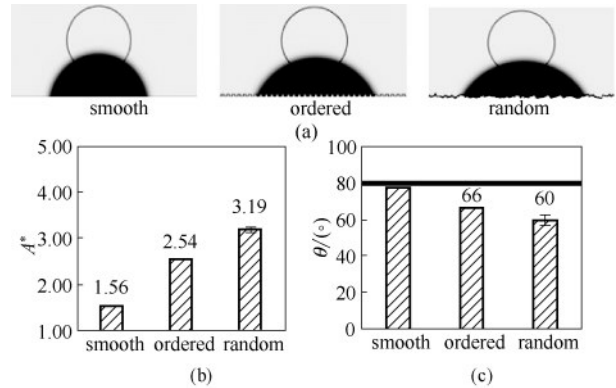 smooth
ordered
random
(a)
5.00
4.00
3.00
2.00
1.00
A*
1.56
2.54
3.19
smooth
ordered
random
(b)
100
80
60
40
20
0
θ/(∘)
66
60
smooth
ordered
random
(c)